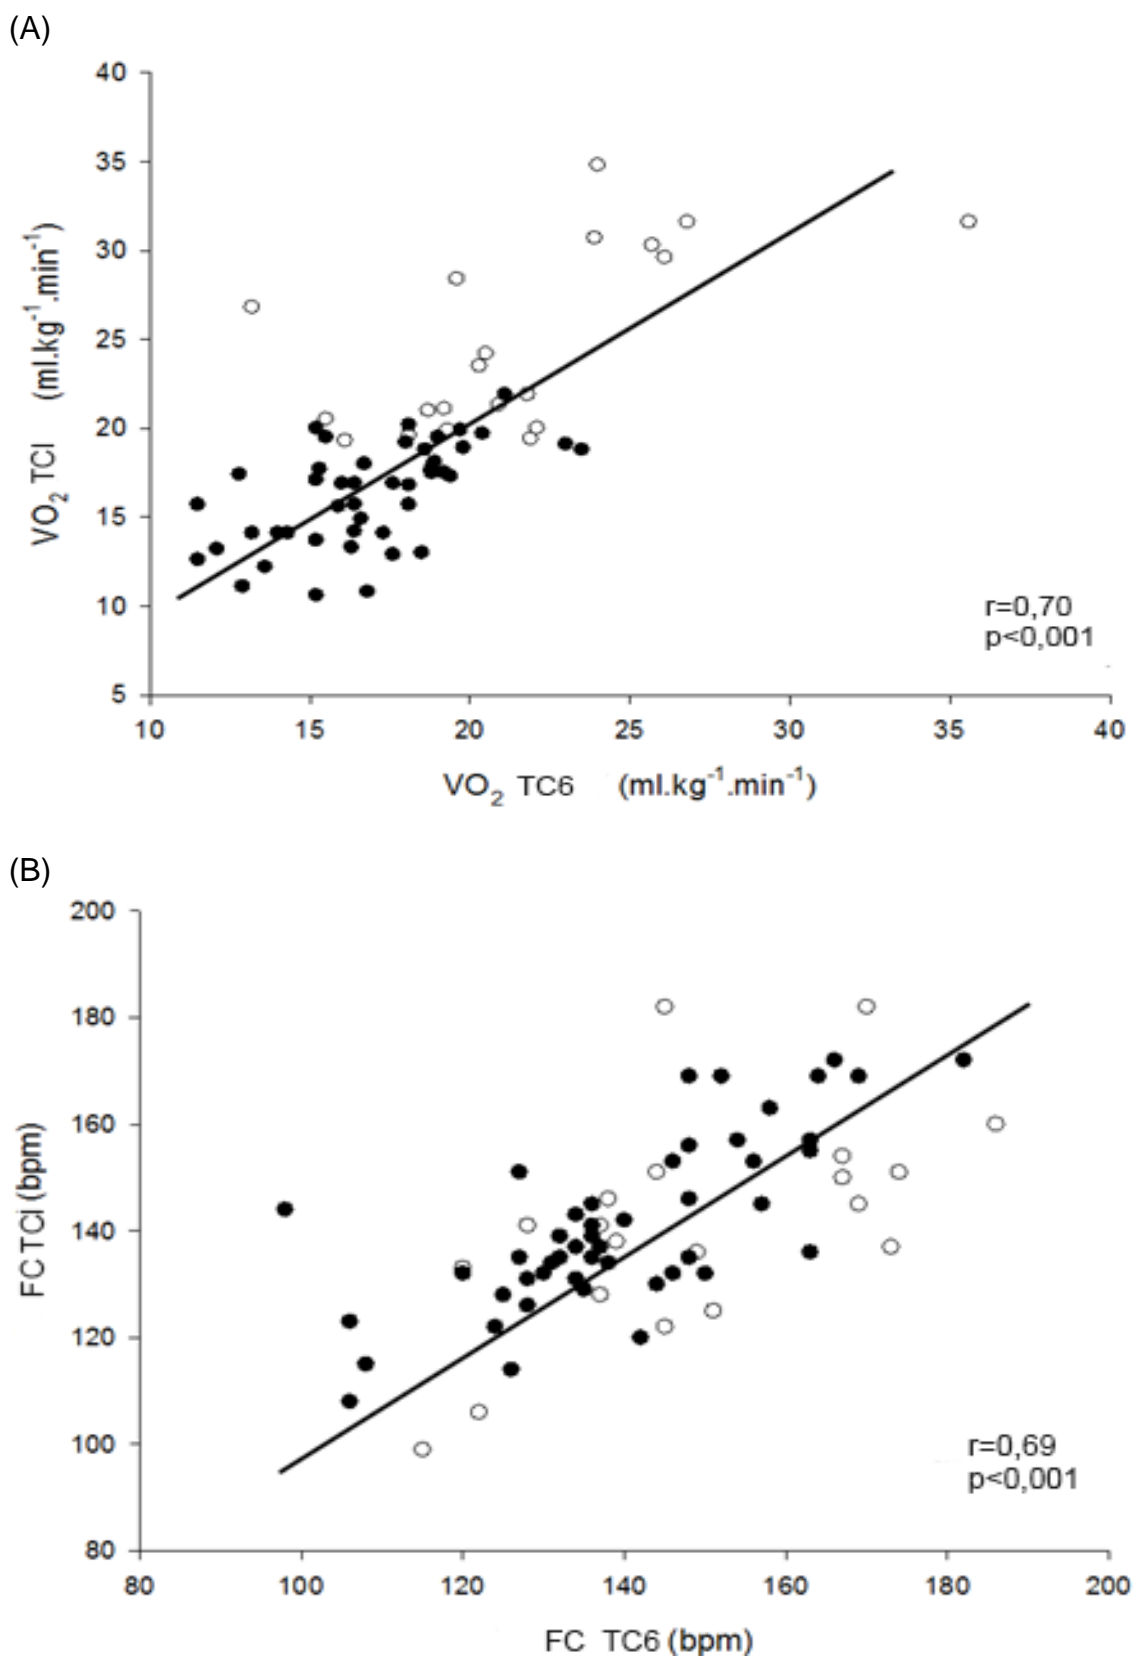 (A)
40
35
30
25
20
15
10
5
VO₂ TCI (ml.kg⁻¹.min⁻¹)
r=0,70
p<0,001
10 15 20 25 30 35 40
VO₂ TC6 (ml.kg⁻¹.min⁻¹)
(B)
200
180
160
140
120
100
80
FC TCI (bpm)
r=0,69
p<0,001
80 100 120 140 160 180 200
FC TC6 (bpm)